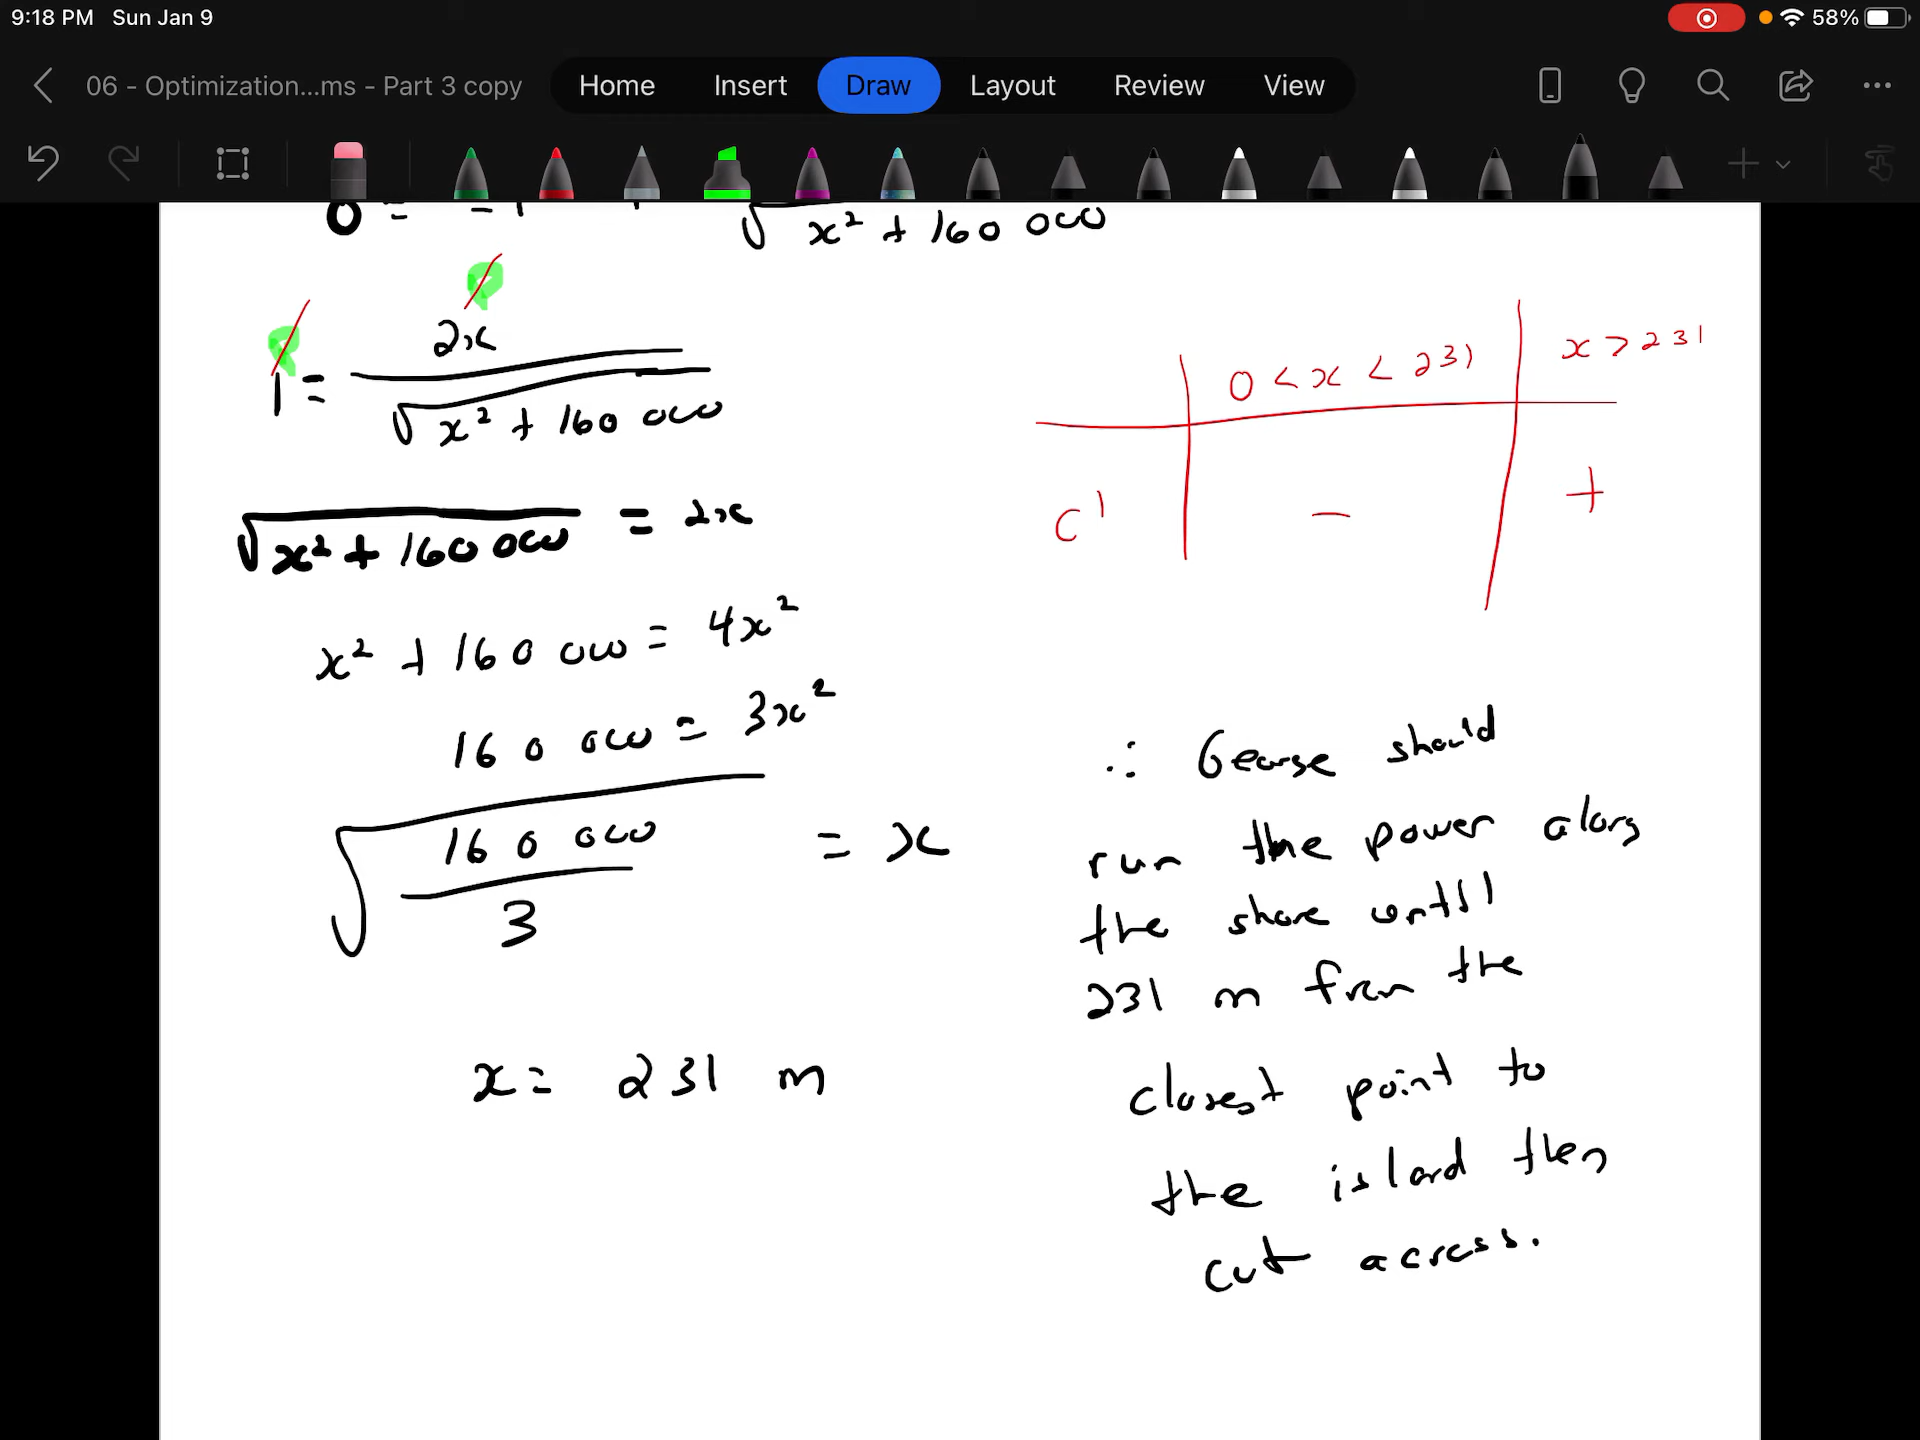 9:18 PM Sun Jan 9 58%
06 - Optimization...ms - Part 3 copy Home Insert Draw Layout Review View
0 = √x² + 160 000
1 = 2x / √x² + 160 000
0 < x < 231 x > 231
C' − +
√x² + 160 000 = 2x
x² + 160 000 = 4x²
160 000 = 3x²
√160 000 / 3 = x
x = 231 m
∴ George should
run the power along
the shore until
231 m from the
closest point to
the island then
cut across.